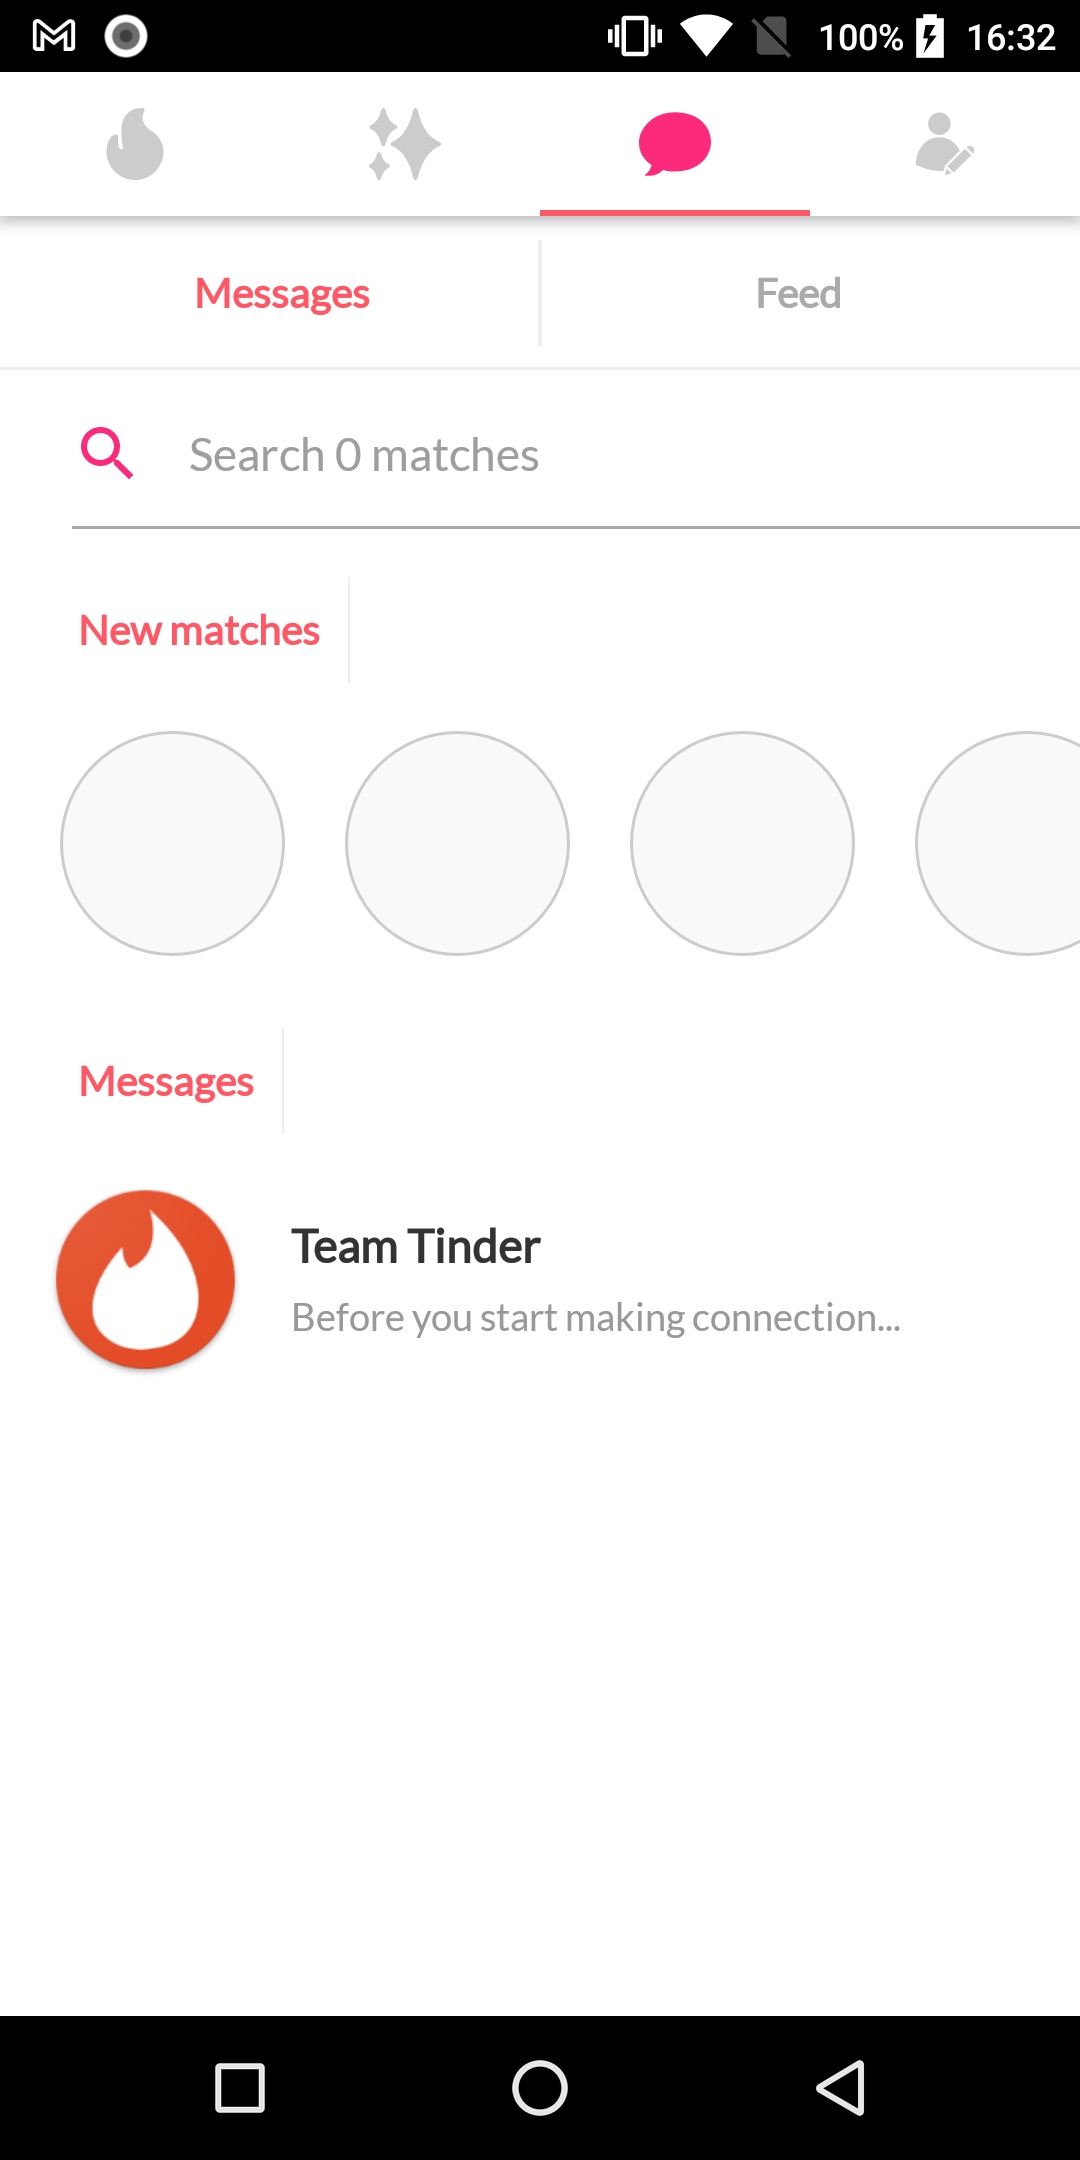 100% 16:32
Messages Feed
Search 0 matches
New matches
Messages
Team Tinder
Before you start making connection...